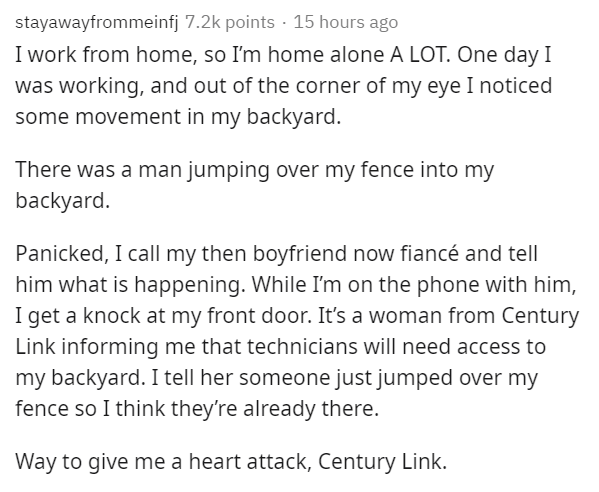 stayawayfrommeinfj 7.2k points · 15 hours ago
I work from home, so I'm home alone A LOT. One day I
was working, and out of the corner of my eye I noticed
some movement in my backyard.
There was a man jumping over my fence into my
backyard.
Panicked, I call my then boyfriend now fiancé and tell
him what is happening. While I'm on the phone with him,
I get a knock at my front door. It's a woman from Century
Link informing me that technicians will need access to
my backyard. I tell her someone just jumped over my
fence so I think they're already there.
Way to give me a heart attack, Century Link.